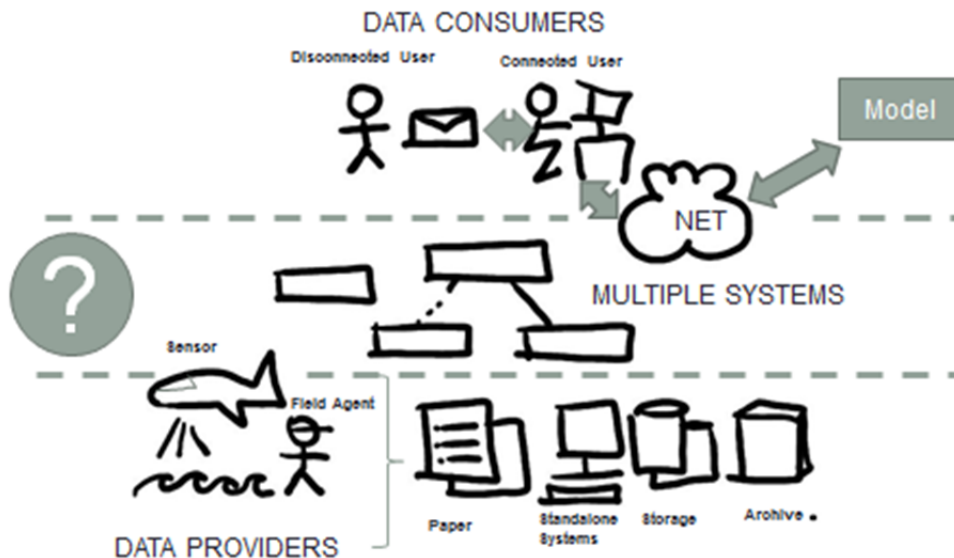 DATA CONSUMERS
Disconnected User
Connected User
Model
NET
?
MULTIPLE SYSTEMS
Sensor
Field Agent
Paper
Standalone
Systems
Storage
Archive .
DATA PROVIDERS